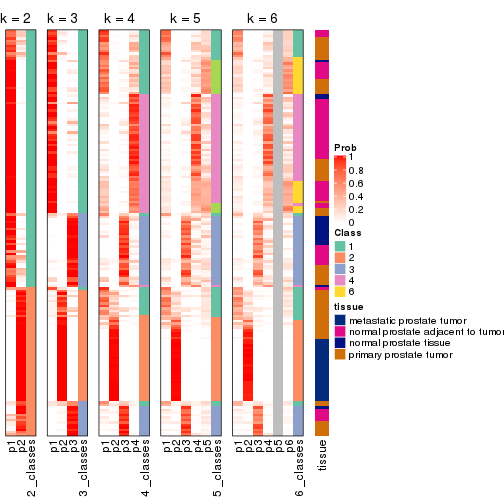 k = 2 k = 3 k = 4 k = 5 k = 6
Prob
1
0.8
0.6
0.4
0.2
0
Class
1
2
3
4
6
tissue
metastatic prostate tumor
normal prostate adjacent to tumor
normal prostate tissue
primary prostate tumor
p1 p2 2_classes p1 p2 p3 3_classes p1 p2 p3 p4 4_classes p1 p2 p3 p4 p5 5_classes p1 p2 p3 p4 p5 p6 6_classes tissue